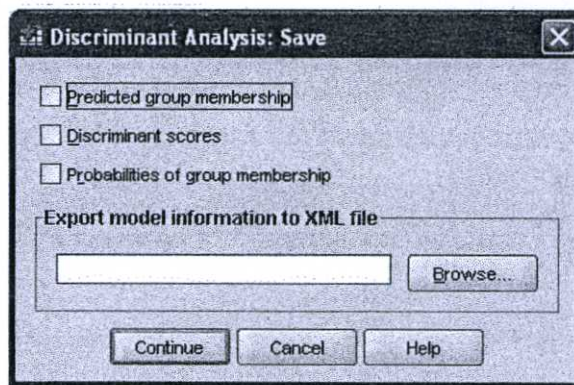 Discriminant Analysis: Save
Predicted group membership
Discriminant scores
Probabilities of group membership
Export model information to XML file
Browse...
Continue Cancel Help